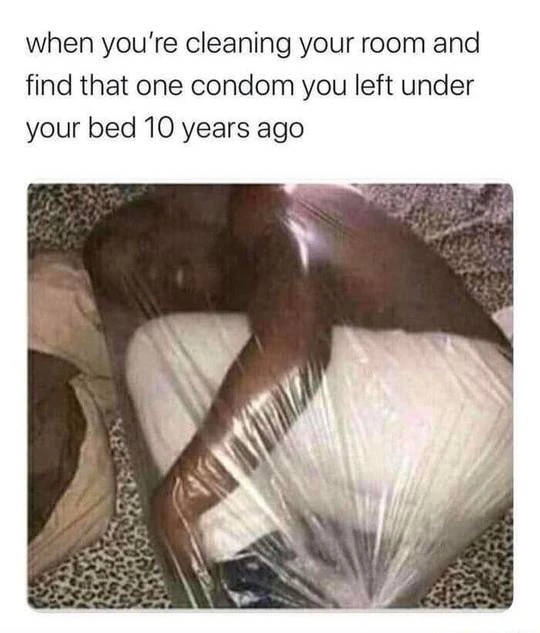 when you're cleaning your room and
find that one condom you left under
your bed 10 years ago